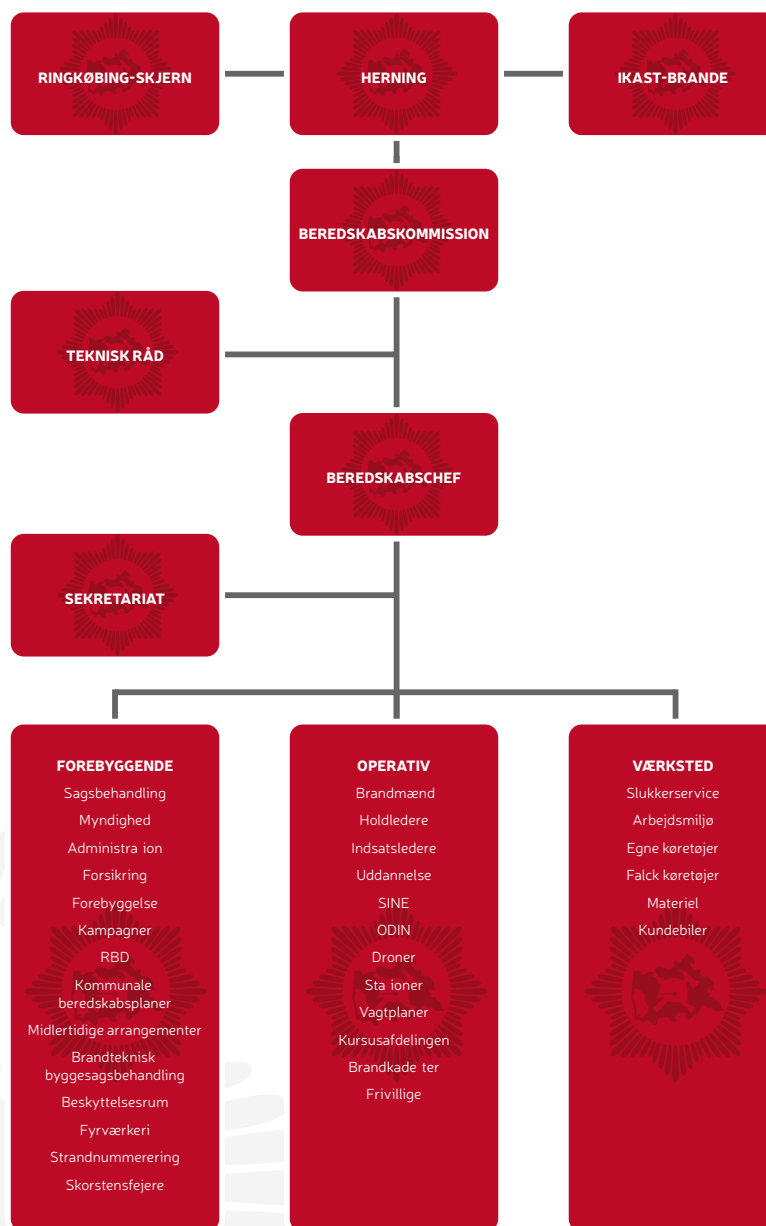 RINGKØBING-SKJERN
HERNING
IKAST-BRANDE
BEREDSKABSKOMMISSION
TEKNISK RÅD
BEREDSKABSCHEF
SEKRETARIAT
FOREBYGGENDE
Sagsbehandling
Myndighed
Administra ion
Forsikring
Forebyggelse
Kampagner
RBD
Kommunale
beredskabsplaner
Midlertidige arrangementer
Brandteknisk
byggesagsbehandling
Beskyttelsesrum
Fyrværkeri
Strandnummerering
Skorstensfejere
OPERATIV
Brandmænd
Holdledere
Indsatsledere
Uddannelse
SINE
ODIN
Droner
Sta ioner
Vagtplaner
Kursusafdelingen
Brandkade ter
Frivillige
VÆRKSTED
Slukkerservice
Arbejdsmiljø
Egne køretøjer
Falck køretøjer
Materiel
Kundebiler